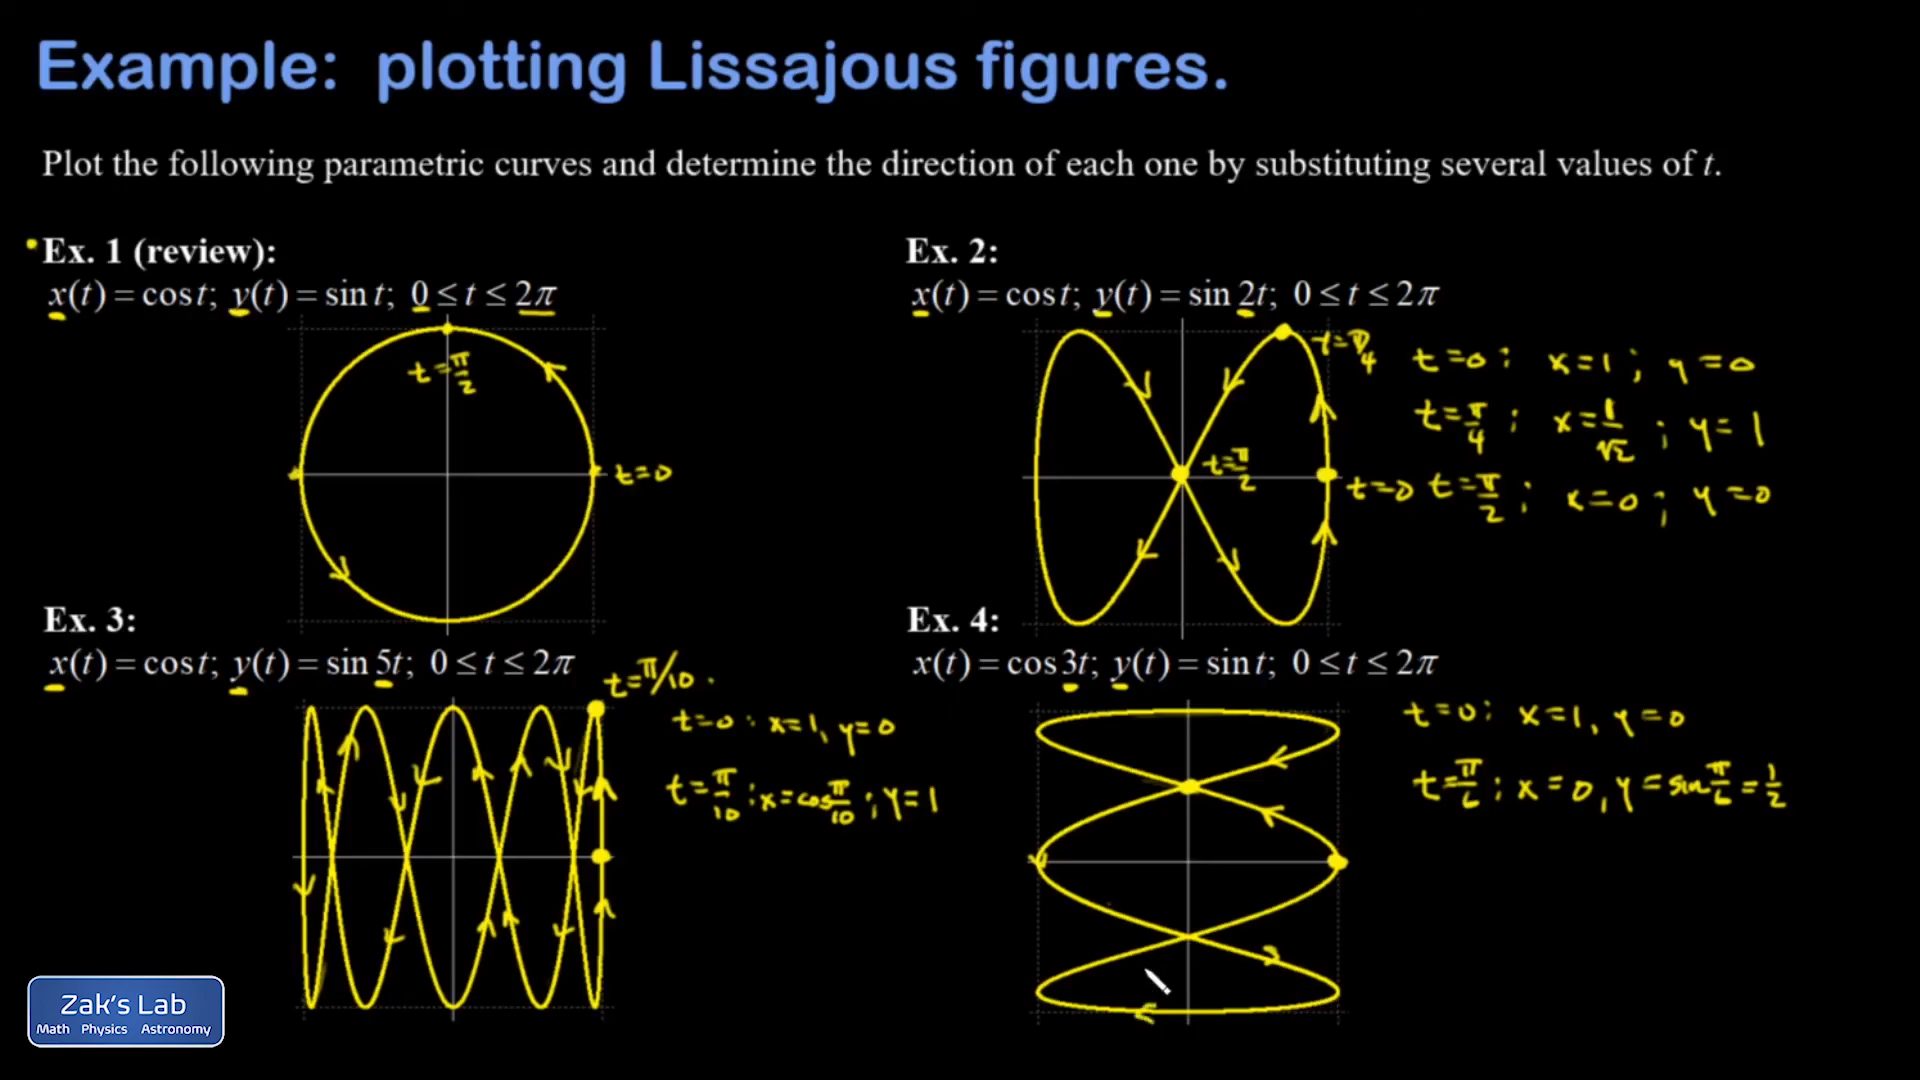 Example: plotting Lissajous figures.
Plot the following parametric curves and determine the direction of each one by substituting several values of t.
Ex. 1 (review):
x(t) = cos t; y(t) = sin t; 0 ≤ t ≤ 2π
t=π/2
t=0
Ex. 2:
x(t) = cos t; y(t) = sin 2t; 0 ≤ t ≤ 2π
t=π/4
t=π/2
t=0
t=0: x=1; y=0
t=π/4; x=1/√2; y=1
t=π/2; x=0; y=0
Ex. 3:
x(t) = cos t; y(t) = sin 5t; 0 ≤ t ≤ 2π
t=π/10.
t=0: x=1, y=0
t=π/10: x=cos π/10; y=1
Ex. 4:
x(t) = cos 3t; y(t) = sin t; 0 ≤ t ≤ 2π
t=0: x=1, y=0
t=π/6; x=0, y=sin π/6=1/2
Zak's Lab
Math Physics Astronomy